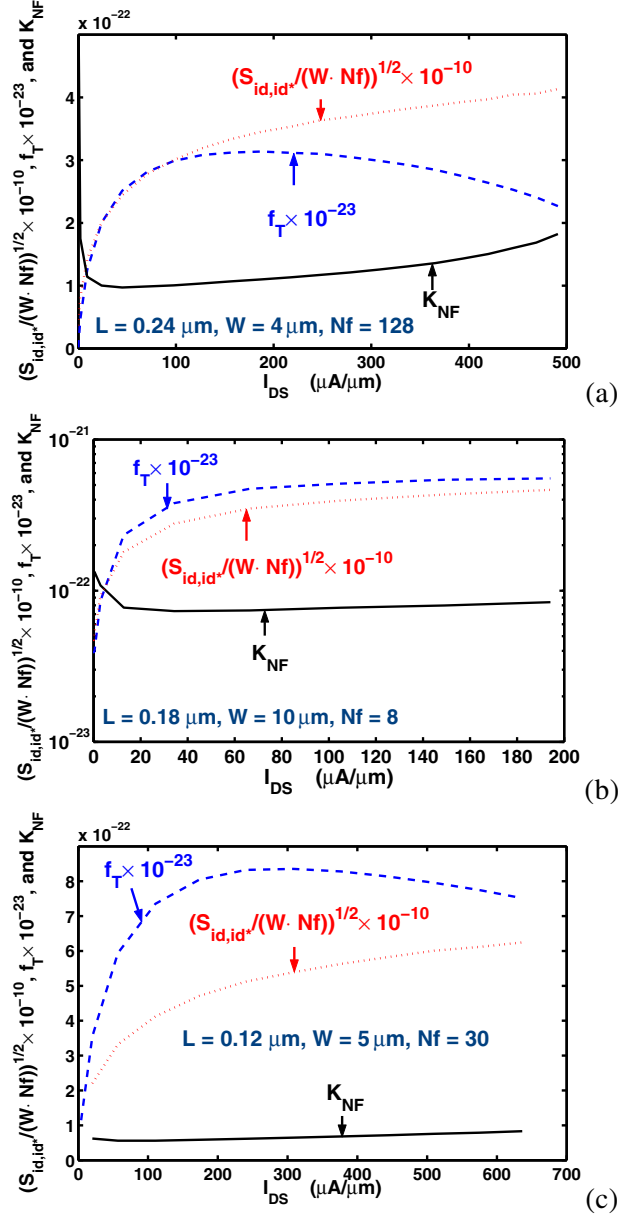 x 10⁻²²
(S_id,id*/(W· Nf))^1/2 × 10⁻¹⁰, f_T × 10⁻²³, and K_NF
5
4
3
2
1
0
(S_id,id*/(W· Nf))^1/2 × 10⁻¹⁰
f_T × 10⁻²³
K_NF
L = 0.24 μm, W = 4 μm, Nf = 128
0 100 200 300 400 500
I_DS (μA/μm)
(a)
(S_id,id*/(W· Nf))^1/2 × 10⁻¹⁰, f_T × 10⁻²³, and K_NF
10⁻²¹
10⁻²²
10⁻²³
f_T × 10⁻²³
(S_id,id*/(W· Nf))^1/2 × 10⁻¹⁰
K_NF
L = 0.18 μm, W = 10 μm, Nf = 8
0 20 40 60 80 100 120 140 160 180 200
I_DS (μA/μm)
(b)
x 10⁻²²
(S_id,id*/(W· Nf))^1/2 × 10⁻¹⁰, f_T × 10⁻²³, and K_NF
8
7
6
5
4
3
2
1
0
f_T × 10⁻²³
(S_id,id*/(W· Nf))^1/2 × 10⁻¹⁰
L = 0.12 μm, W = 5 μm, Nf = 30
K_NF
0 100 200 300 400 500 600 700
I_DS (μA/μm)
(c)